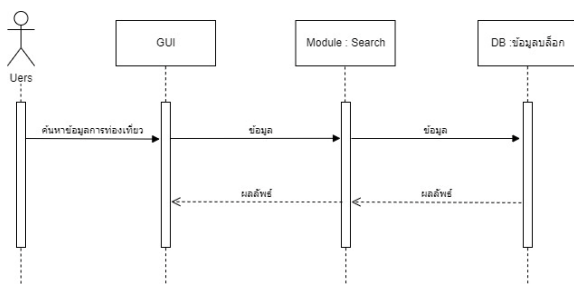 Uers
GUI
Module : Search
DB :ข้อมูลบล็อก
ค้นหาข้อมูลการท่องเที่ยว
ข้อมูล
ข้อมูล
ผลลัพธ์
ผลลัพธ์